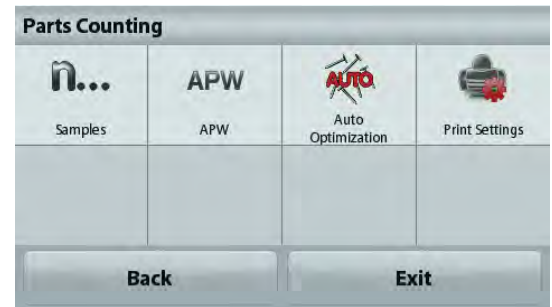 Parts Counting
n...
APW
AUTO
Samples
APW
Auto
Optimization
Print Settings
Back
Exit